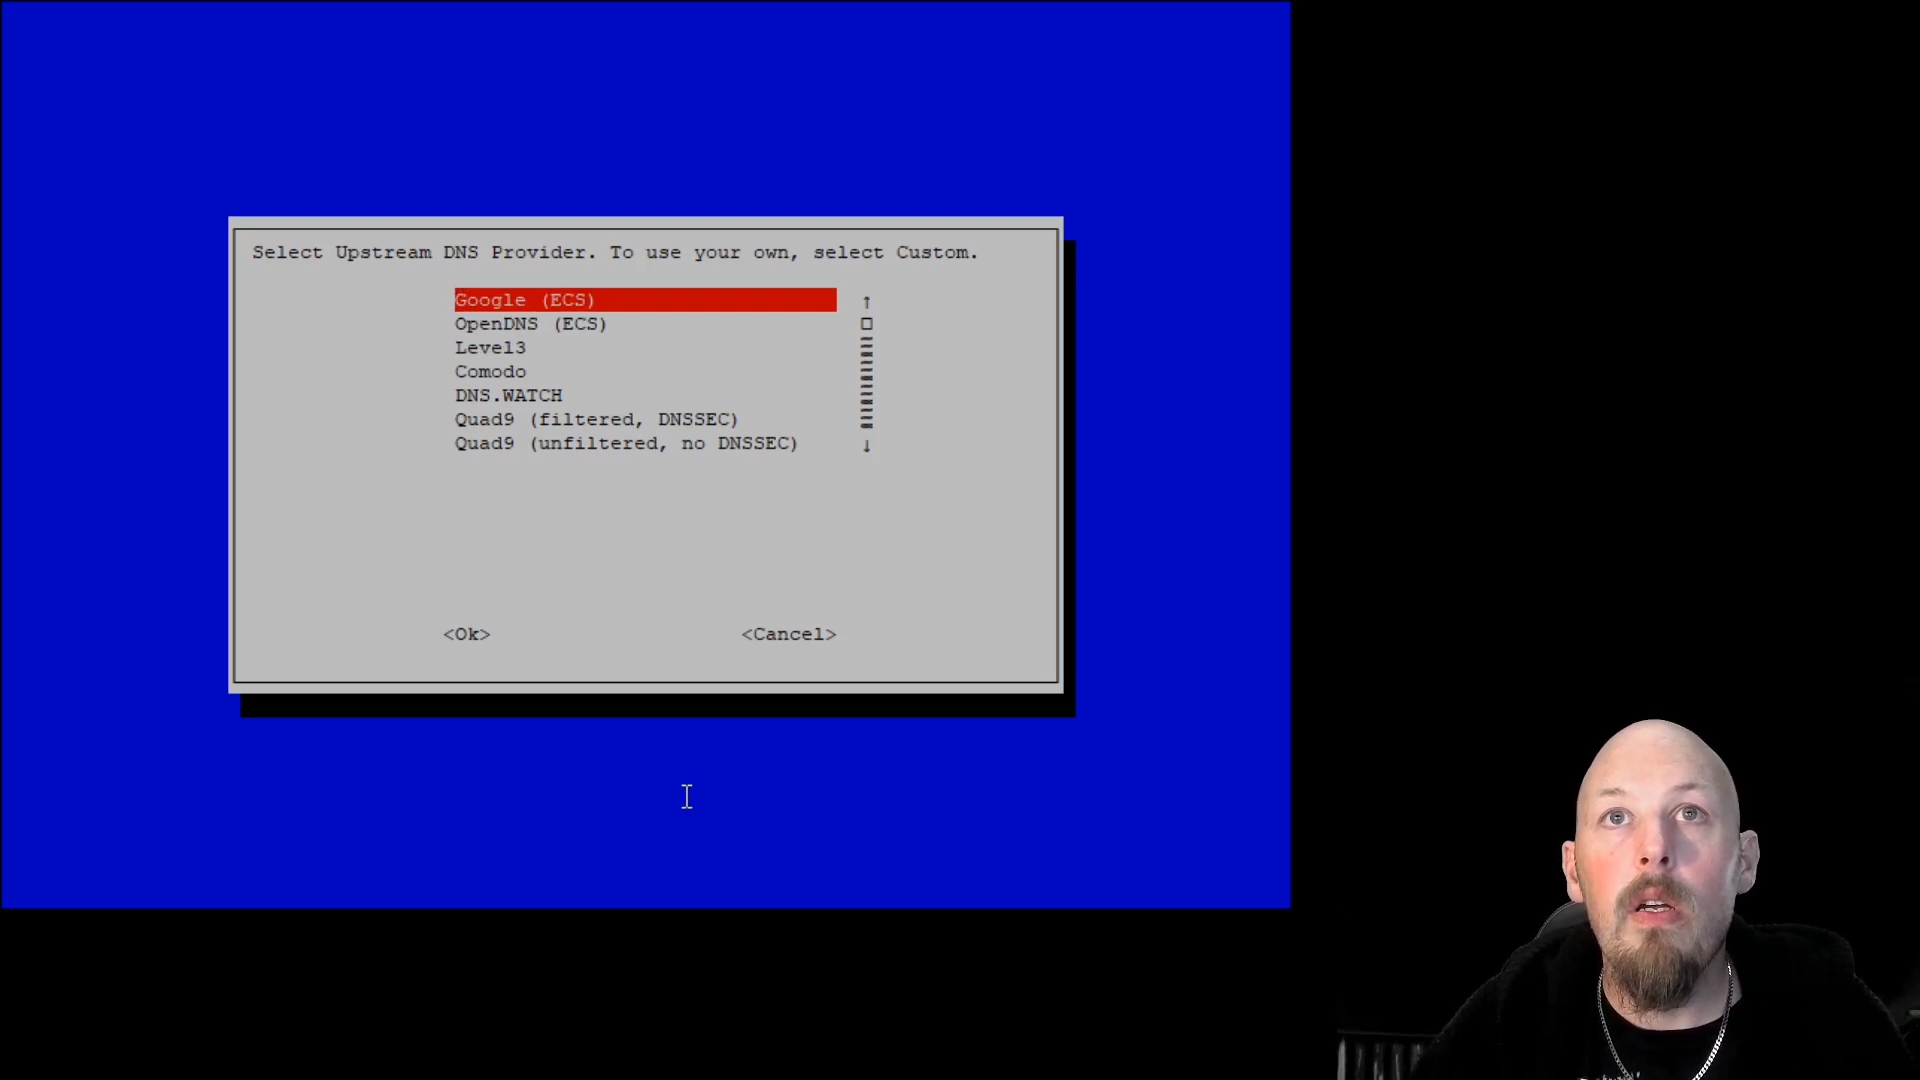 Select Upstream DNS Provider. To use your own, select Custom.
Google (ECS)
OpenDNS (ECS)
Level3
Comodo
DNS.WATCH
Quad9 (filtered, DNSSEC)
Quad9 (unfiltered, no DNSSEC)
<Ok> <Cancel>